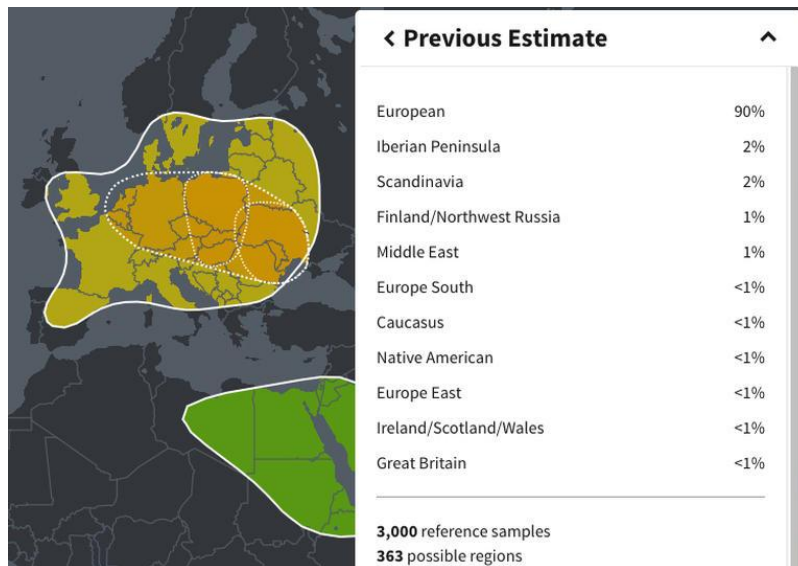 < Previous Estimate
European 90%
Iberian Peninsula 2%
Scandinavia 2%
Finland/Northwest Russia 1%
Middle East 1%
Europe South <1%
Caucasus <1%
Native American <1%
Europe East <1%
Ireland/Scotland/Wales <1%
Great Britain <1%
3,000 reference samples
363 possible regions